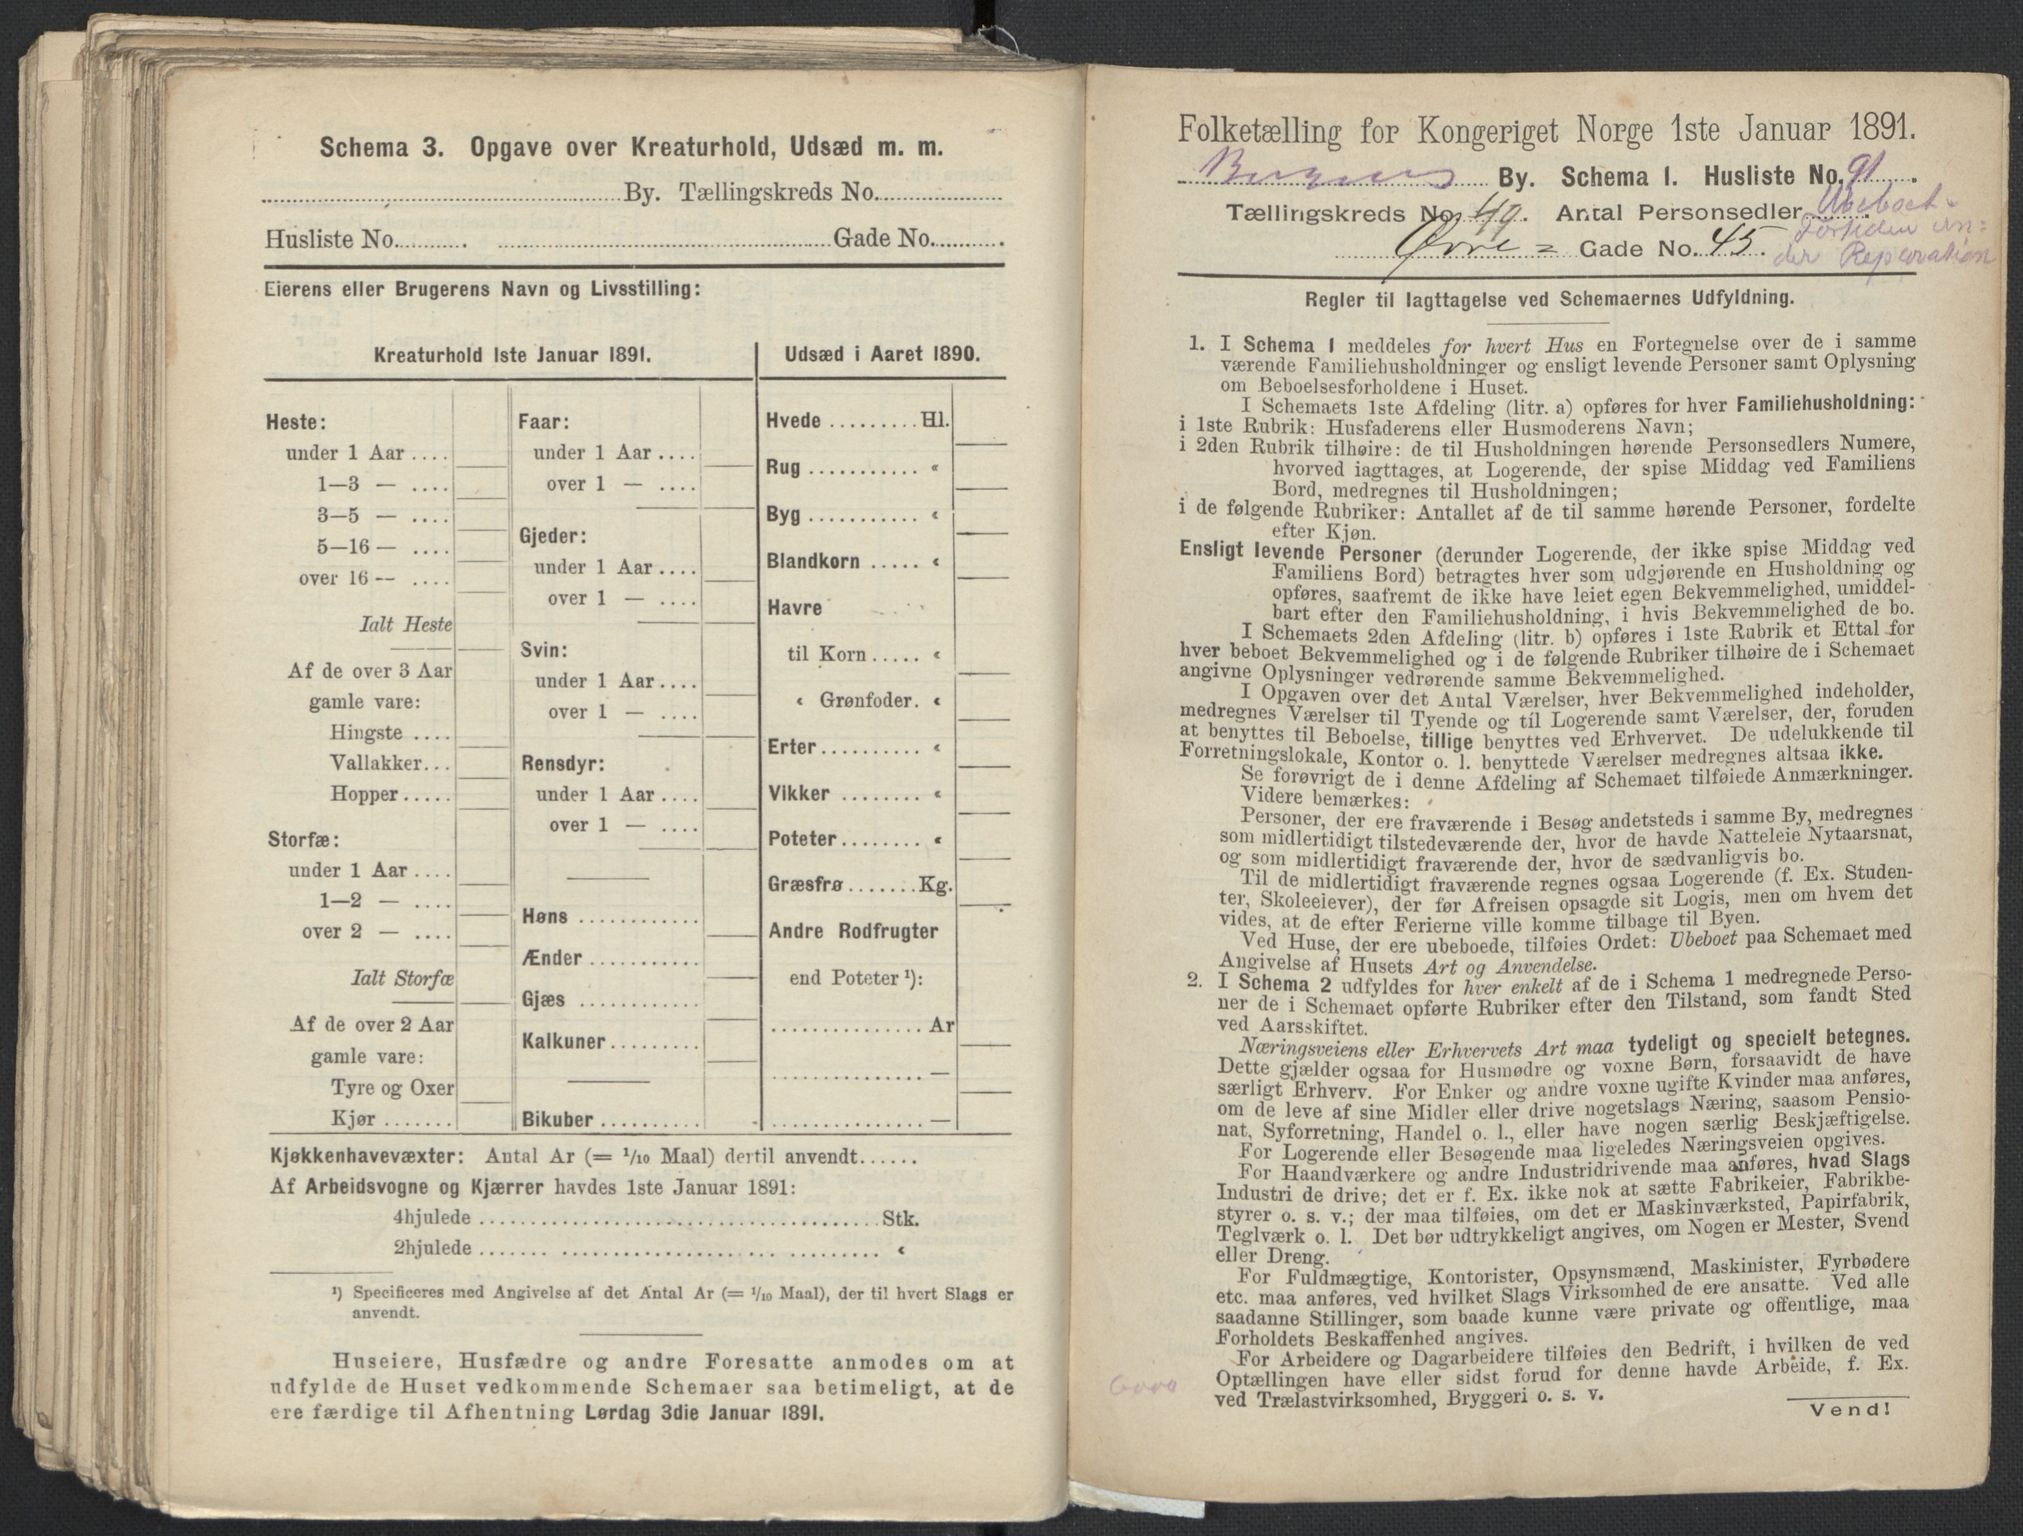 Schema 3. Opgave over Kreaturhold, Udsæd m. m.
By. Tællingskreds No.
Husliste No. Gade No.
Eierens eller Brugerens Navn og Livsstilling:
Kreaturhold 1ste Januar 1891.
Heste:
under 1 Aar ....
1—3 — ....
3—5 — ....
5—16 — ....
over 16 — ....
Ialt Heste
Af de over 3 Aar
gamle vare:
Hingste ....
Vallakker...
Hopper.....
Storfæ:
under 1 Aar ....
1—2 — ....
over 2 — ....
Ialt Storfæ
Af de over 2 Aar
gamle vare:
Tyre og Oxer
Kjør .......
Faar:
under 1 Aar ....
over 1 — ....
Gjeder:
under 1 Aar ....
over 1 — ....
Svin:
under 1 Aar ....
over 1 — ....
Rensdyr:
under 1 Aar ....
over 1 — ....
Høns ............
Ænder ...........
Gjæs ............
Kalkuner.........
Bikuber ..........
Udsæd i Aaret 1890.
Hvede ......... Hl.
Rug ........... «
Byg ........... «
Blandkorn ..... «
Havre
til Korn..... «
« Grønfoder. «
Erter.......... «
Vikker ........ «
Poteter........ «
Græsfrø.......Kg.
Andre Rodfrugter
end Poteter ¹):
............... Ar
............... —
............... —
Kjøkkenhavevæxter: Antal Ar (= 1/10 Maal) dertil anvendt......
Af Arbeidsvogne og Kjærrer havdes 1ste Januar 1891:
4hjulede ........ Stk.
2hjulede ........ «
¹) Specificeres med Angivelse af det Antal Ar (= 1/10 Maal), der til hvert Slags er
anvendt.
Huseiere, Husfædre og andre Foresatte anmodes om at
udfylde de Huset vedkommende Schemaer saa betimeligt, at de
ere færdige til Afhentning Lørdag 3die Januar 1891.
Folketælling for Kongeriget Norge 1ste Januar 1891.
Bergens By. Schema 1. Husliste No. 91.
Tællingskreds No. 49. Antal Personsedler Ubeboet.
Øvre = Gade No. 45. Fortiden un=
der Reparation
Regler til Iagttagelse ved Schemaernes Udfyldning.
1. I Schema 1 meddeles for hvert Hus en Fortegnelse over de i samme
værende Familiehusholdninger og ensligt levende Personer samt Oplysning
om Beboelsesforholdene i Huset.
I Schemaets 1ste Afdeling (litr. a) opføres for hver Familiehusholdning:
i 1ste Rubrik: Husfaderens eller Husmoderens Navn;
i 2den Rubrik tilhøire: de til Husholdningen hørende Personsedlers Numere,
hvorved iagttages, at Logerende, der spise Middag ved Familiens
Bord, medregnes til Husholdningen;
i de følgende Rubriker: Antallet af de til samme hørende Personer, fordelte
efter Kjøn.
Ensligt levende Personer (derunder Logerende, der ikke spise Middag ved
Familiens Bord) betragtes hver som udgjørende en Husholdning og
opføres, saafremt de ikke have leiet egen Bekvemmelighed, umiddel-
bart efter den Familiehusholdning, i hvis Bekvemmelighed de bo.
I Schemaets 2den Afdeling (litr. b) opføres i 1ste Rubrik et Ettal for
hver beboet Bekvemmelighed og i de følgende Rubriker tilhøire de i Schemaet
angivne Oplysninger vedrørende samme Bekvemmelighed.
I Opgaven over det Antal Værelser, hver Bekvemmelighed indeholder,
medregnes Værelser til Tyende og til Logerende samt Værelser, der, foruden
at benyttes til Beboelse, tillige benyttes ved Erhvervet. De udelukkende til
Forretningslokale, Kontor o. l. benyttede Værelser medregnes altsaa ikke.
Se forøvrigt de i denne Afdeling af Schemaet tilføiede Anmærkninger.
Videre bemærkes:
Personer, der ere fraværende i Besøg andetsteds i samme By, medregnes
som midlertidigt tilstedeværende der, hvor de havde Natteleie Nytaarsnat,
og som midlertidigt fraværende der, hvor de sædvanligvis bo.
Til de midlertidigt fraværende regnes ogsaa Logerende (f. Ex. Studen-
ter, Skoleeiever), der før Afreisen opsagde sit Logis, men om hvem det
vides, at de efter Ferierne ville komme tilbage til Byen.
Ved Huse, der ere ubeboede, tilføies Ordet: Ubeboet paa Schemaet med
Angivelse af Husets Art og Anvendelse.
2. I Schema 2 udfyldes for hver enkelt af de i Schema 1 medregnede Perso-
ner de i Schemaet opførte Rubriker efter den Tilstand, som fandt Sted
ved Aarsskiftet.
Næringsveiens eller Erhvervets Art maa tydeligt og specielt betegnes.
Dette gjælder ogsaa for Husmødre og voxne Børn, forsaavidt de have
særligt Erhverv. For Enker og andre voxne ugifte Kvinder maa anføres,
om de leve af sine Midler eller drive nogetslags Næring, saasom Pensio-
nat, Syforretning, Handel o. l., eller have nogen særlig Beskjæftigelse.
For Logerende eller Besøgende maa ligeledes Næringsveien opgives.
For Haandværkere og andre Industridrivende maa anføres, hvad Slags
Industri de drive; det er f. Ex. ikke nok at sætte Fabrikeier, Fabrikbe-
styrer o. s. v.; der maa tilføies, om det er Maskinværksted, Papirfabrik,
Teglværk o. l. Det bør udtrykkeligt angives, om Nogen er Mester, Svend
eller Dreng.
For Fuldmægtige, Kontorister, Opsynsmænd, Maskinister, Fyrbødere
etc. maa anføres, ved hvilket Slags Virksomhed de ere ansatte. Ved alle
saadanne Stillinger, som baade kunne være private og offentlige, maa
Forholdets Beskaffenhed angives.
For Arbeidere og Dagarbeidere tilføies den Bedrift, i hvilken de ved
Optællingen have eller sidst forud for denne havde Arbeide, f. Ex.
ved Trælastvirksomhed, Bryggeri o. s. v.
Vend!